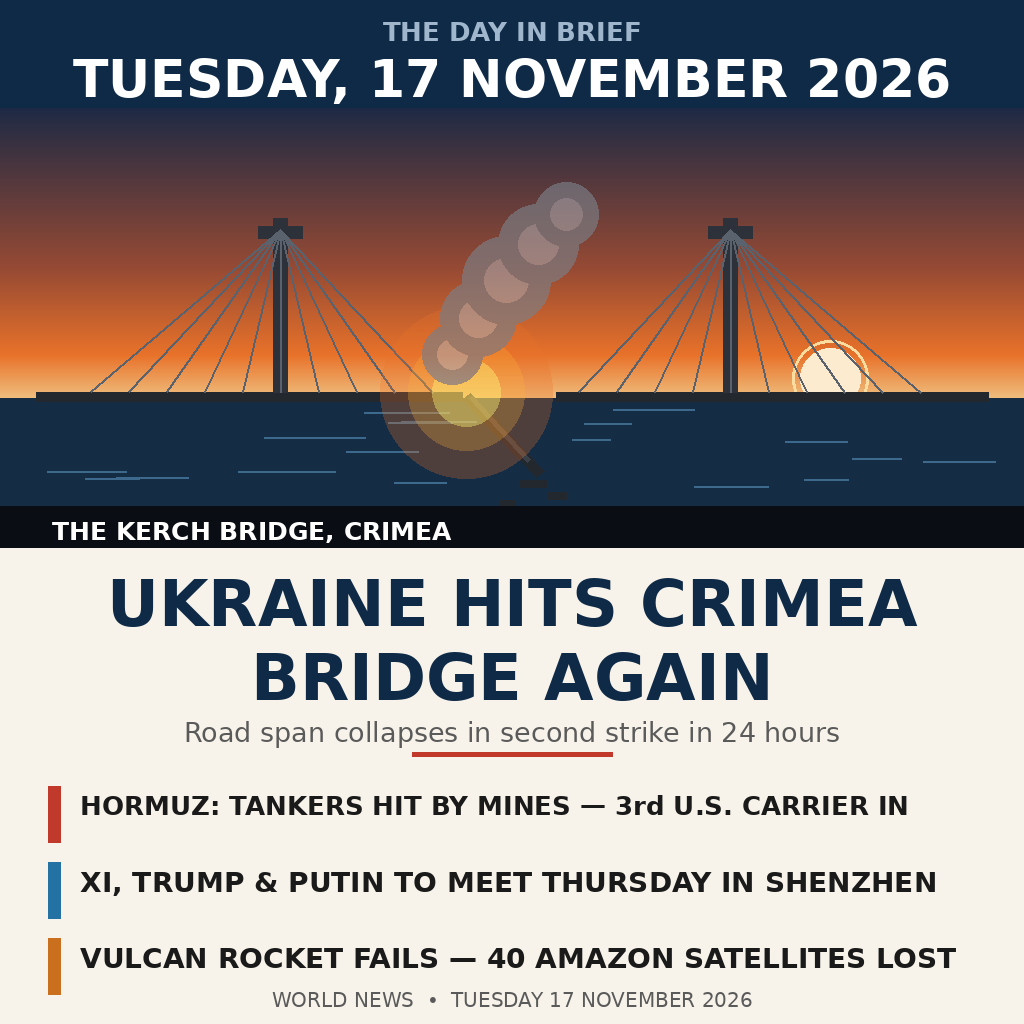 THE DAY IN BRIEF
TUESDAY, 17 NOVEMBER 2026
THE KERCH BRIDGE, CRIMEA
UKRAINE HITS CRIMEA
BRIDGE AGAIN
Road span collapses in second strike in 24 hours
HORMUZ: TANKERS HIT BY MINES — 3rd U.S. CARRIER IN
XI, TRUMP & PUTIN TO MEET THURSDAY IN SHENZHEN
VULCAN ROCKET FAILS — 40 AMAZON SATELLITES LOST
WORLD NEWS • TUESDAY 17 NOVEMBER 2026